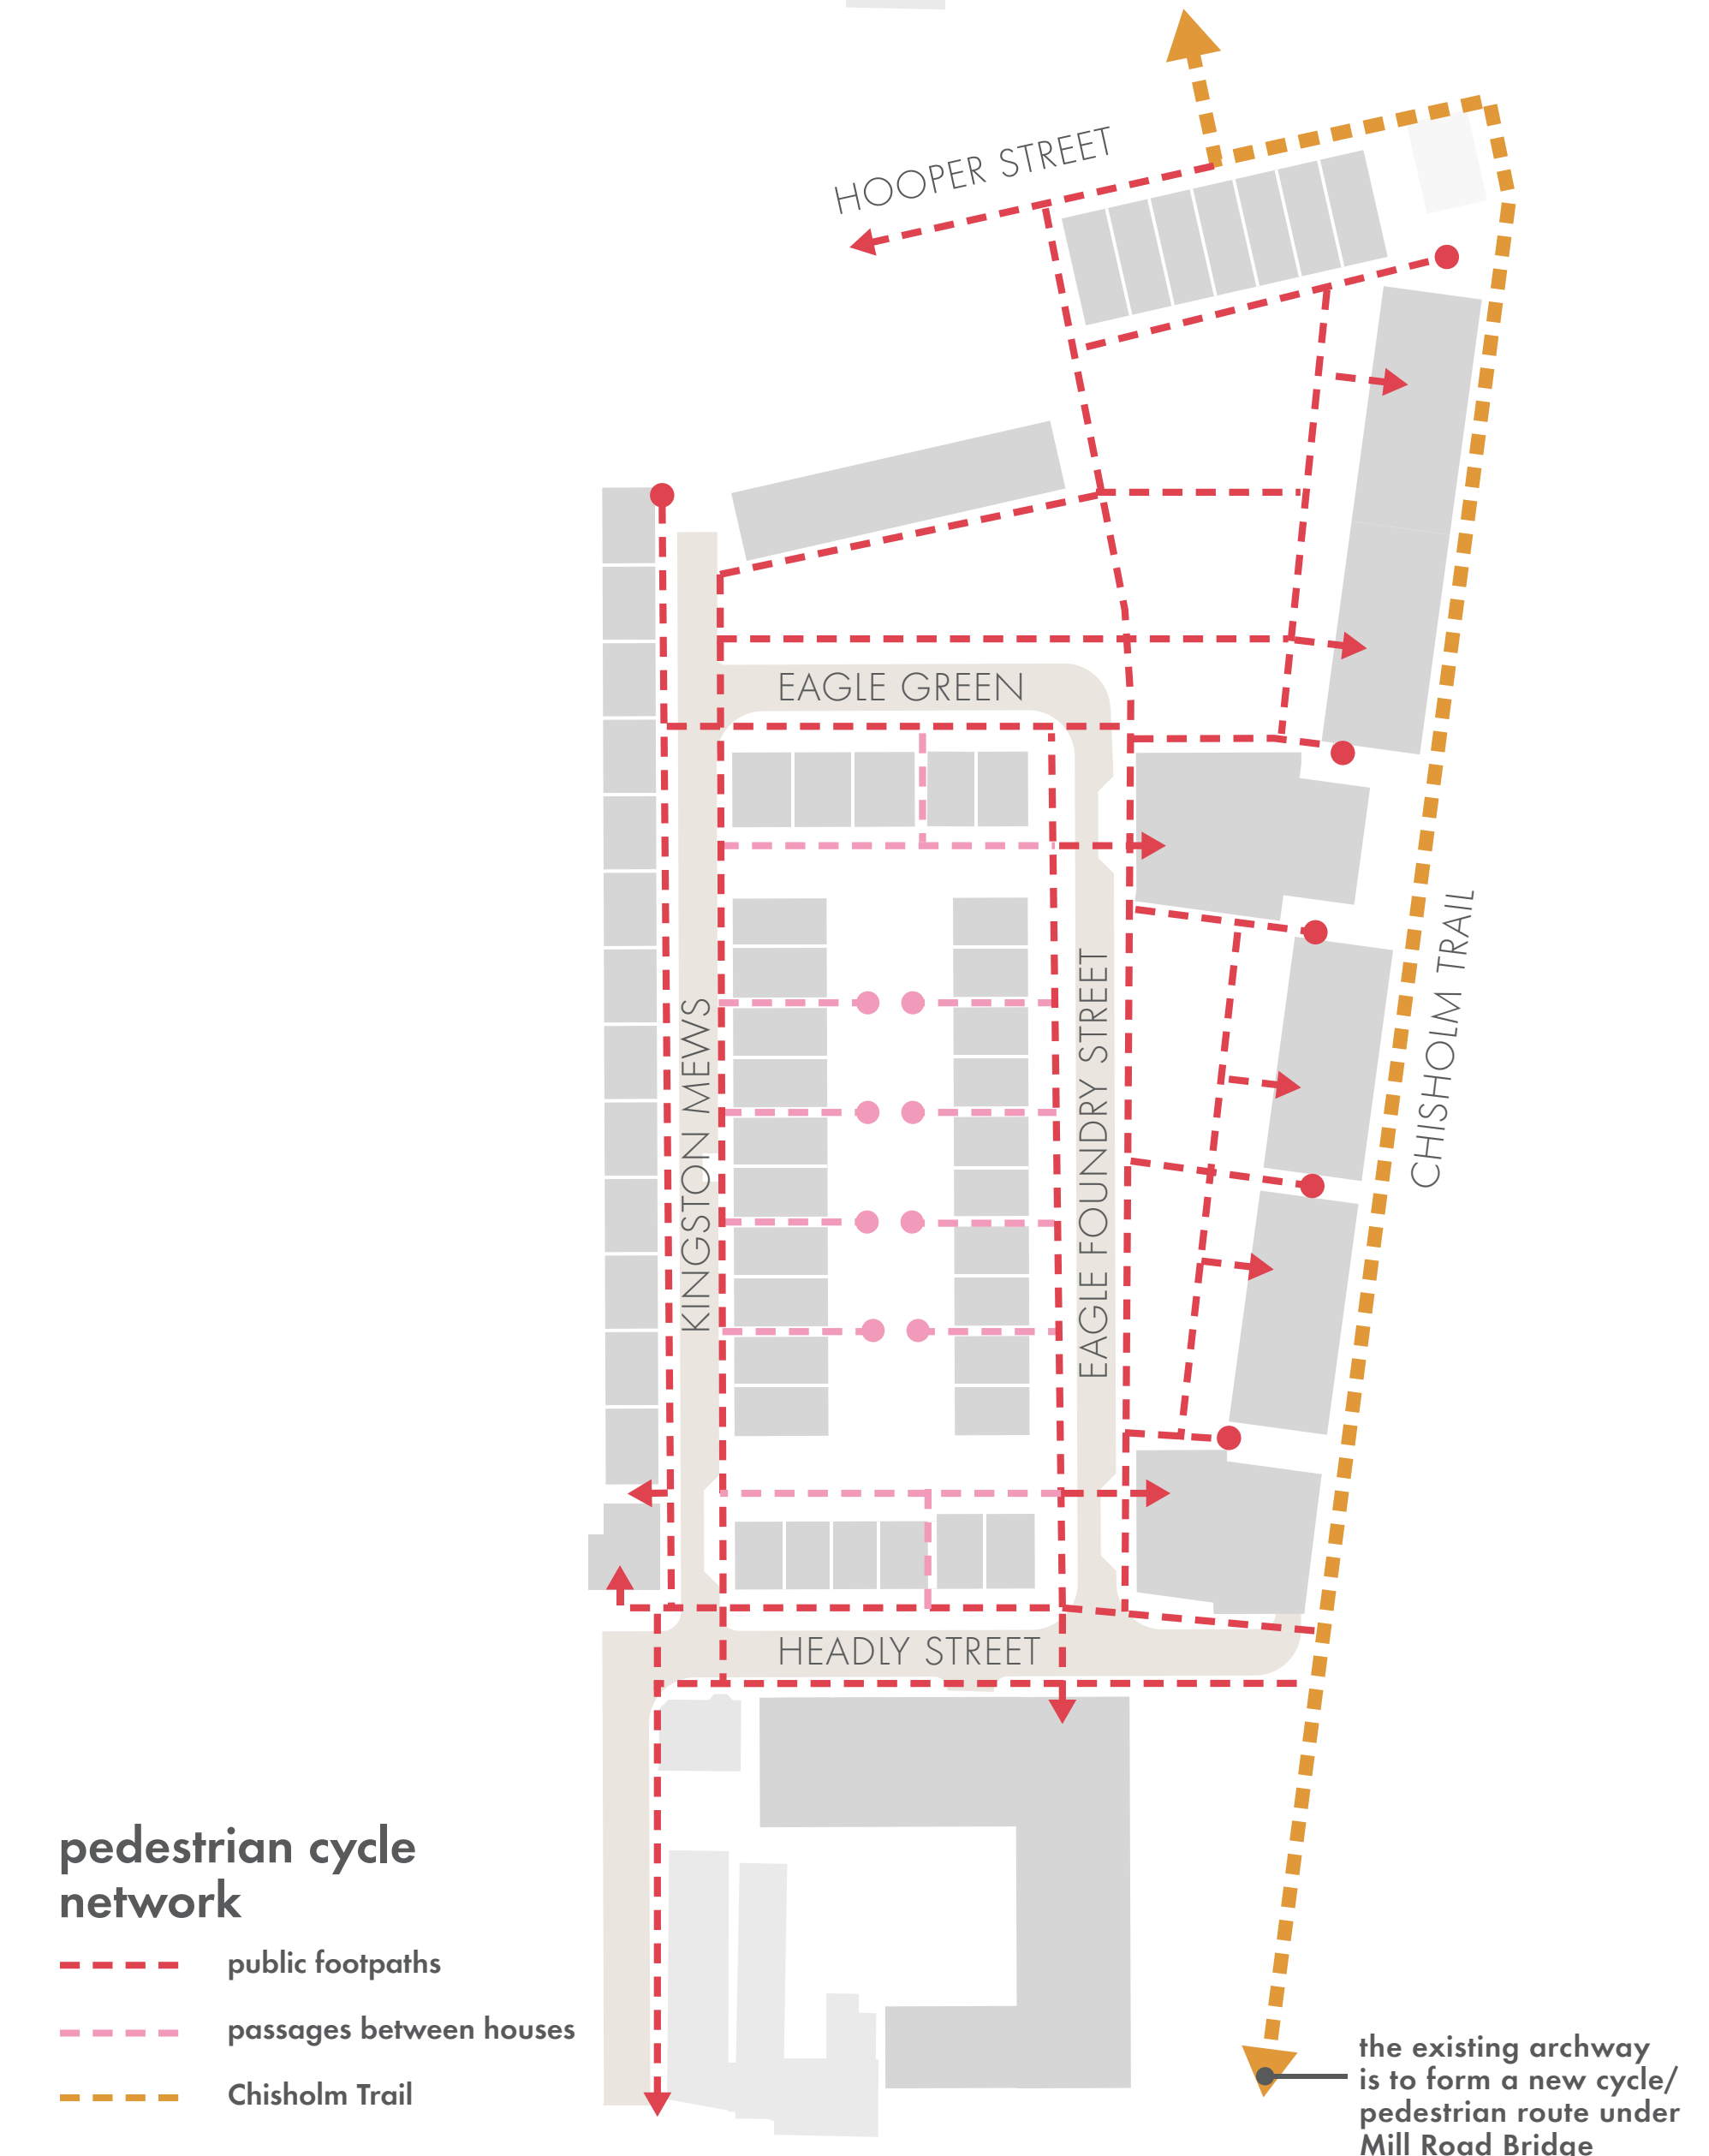 HOOPER STREET
EAGLE GREEN
CHISHOLM TRAIL
KINGSTON MEWS
EAGLE FOUNDRY STREET
HEADLY STREET
pedestrian cycle
network
public footpaths
passages between houses
Chisholm Trail
the existing archway
is to form a new cycle/
pedestrian route under
Mill Road Bridge